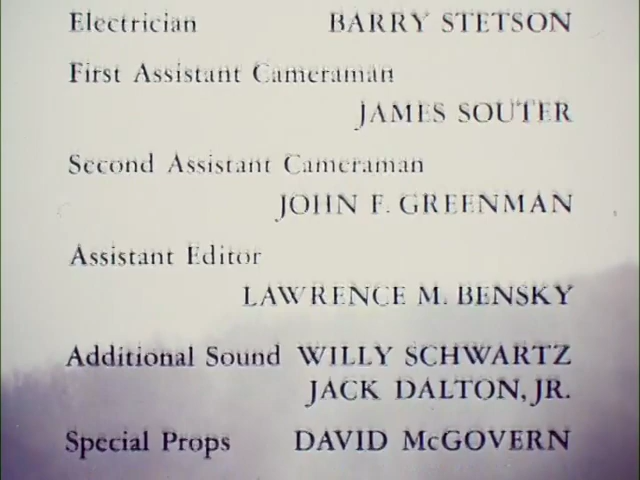 Electrician BARRY STETSON
First Assistant Cameraman
JAMES SOUTER
Second Assistant Cameraman
JOHN F. GREENMAN
Assistant Editor
LAWRENCE M. BENSKY
Additional Sound WILLY SCHWARTZ
JACK DALTON, JR.
Special Props DAVID McGOVERN